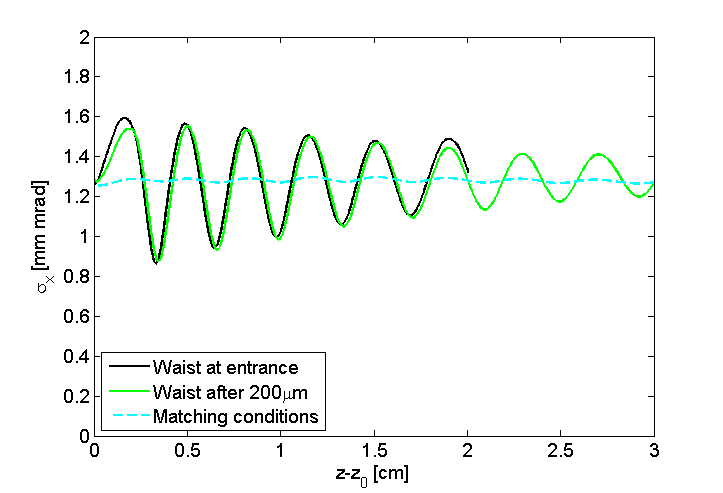 2
1.8
1.6
1.4
1.2
1
0.8
0.6
0.4
0.2
0
σx [mm mrad]
Waist at entrance
Waist after 200μm
Matching conditions
0 0.5 1 1.5 2 2.5 3
z-z0 [cm]